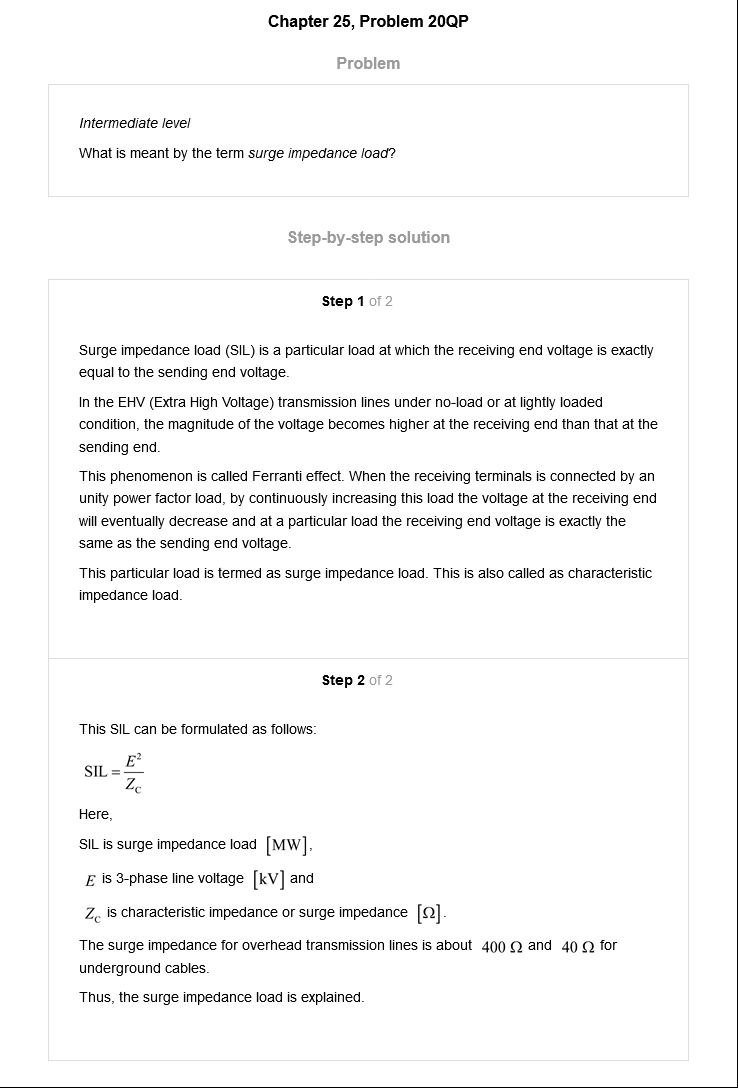 Chapter 25, Problem 20QP
Problem
Intermediate level
What is meant by the term surge impedance load?
Step-by-step solution
Step 1 of 2
Surge impedance load (SIL) is a particular load at which the receiving end voltage is exactly
equal to the sending end voltage.
In the EHV (Extra High Voltage) transmission lines under no-load or at lightly loaded
condition, the magnitude of the voltage becomes higher at the receiving end than that at the
sending end.
This phenomenon is called Ferranti effect. When the receiving terminals is connected by an
unity power factor load, by continuously increasing this load the voltage at the receiving end
will eventually decrease and at a particular load the receiving end voltage is exactly the
same as the sending end voltage.
This particular load is termed as surge impedance load. This is also called as characteristic
impedance load.
Step 2 of 2
This SIL can be formulated as follows:
SIL = E²/Z_C
Here,
SIL is surge impedance load [MW],
E is 3-phase line voltage [kV] and
Z_C is characteristic impedance or surge impedance [Ω].
The surge impedance for overhead transmission lines is about 400 Ω and 40 Ω for
underground cables.
Thus, the surge impedance load is explained.